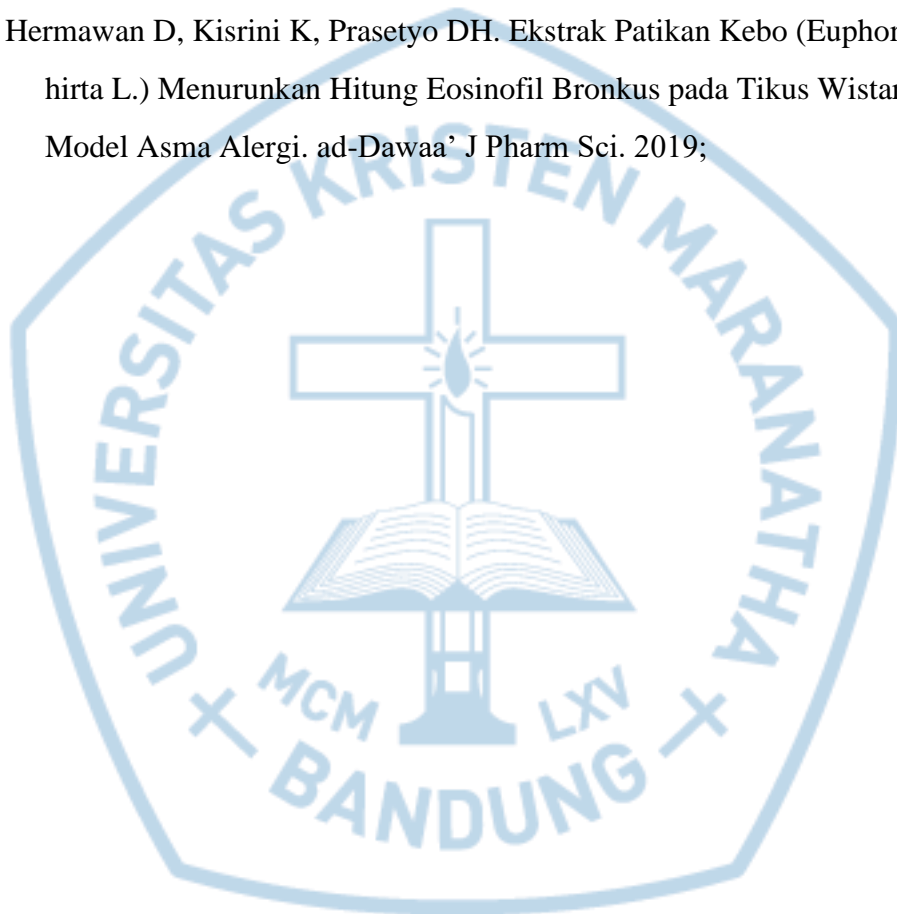 Hermawan D, Kisrini K, Prasetyo DH. Ekstrak Patikan Kebo (Euphor
hirta L.) Menurunkan Hitung Eosinofil Bronkus pada Tikus Wistar
Model Asma Alergi. ad-Dawaa’ J Pharm Sci. 2019;
UNIVERSITAS KRISTEN MARANATHA
MCM LXV
+ BANDUNG +